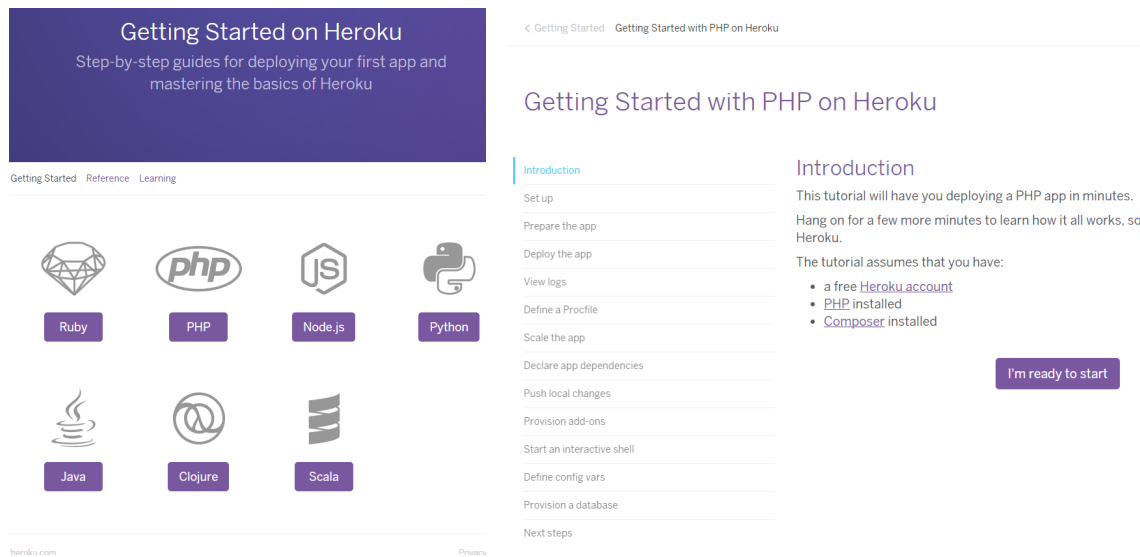 Getting Started on Heroku
Step-by-step guides for deploying your first app and
mastering the basics of Heroku
Getting Started Reference Learning
php
JS
Ruby PHP Node.js Python
Java Clojure Scala
heroku.com Privacy
< Getting Started Getting Started with PHP on Heroku
Getting Started with PHP on Heroku
Introduction
Set up
Prepare the app
Deploy the app
View logs
Define a Procfile
Scale the app
Declare app dependencies
Push local changes
Provision add-ons
Start an interactive shell
Define config vars
Provision a database
Next steps
Introduction
This tutorial will have you deploying a PHP app in minutes.
Hang on for a few more minutes to learn how it all works, so
Heroku.
The tutorial assumes that you have:
• a free Heroku account
• PHP installed
• Composer installed
I'm ready to start